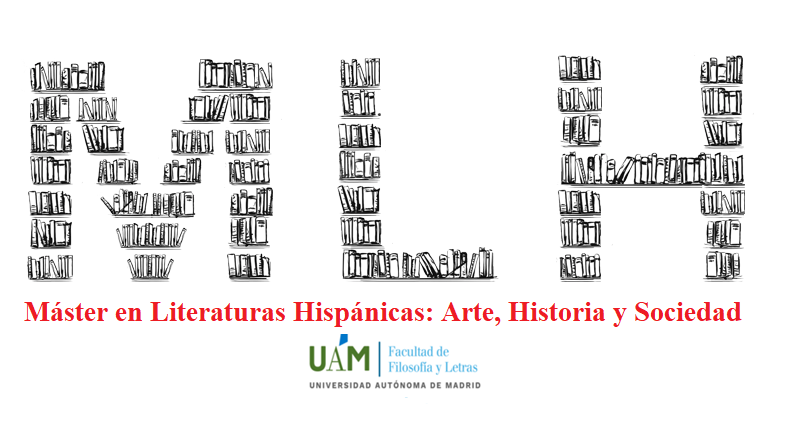 MLH
Máster en Literaturas Hispánicas: Arte, Historia y Sociedad
UAM
Facultad de
Filosofía y Letras
UNIVERSIDAD AUTÓNOMA DE MADRID